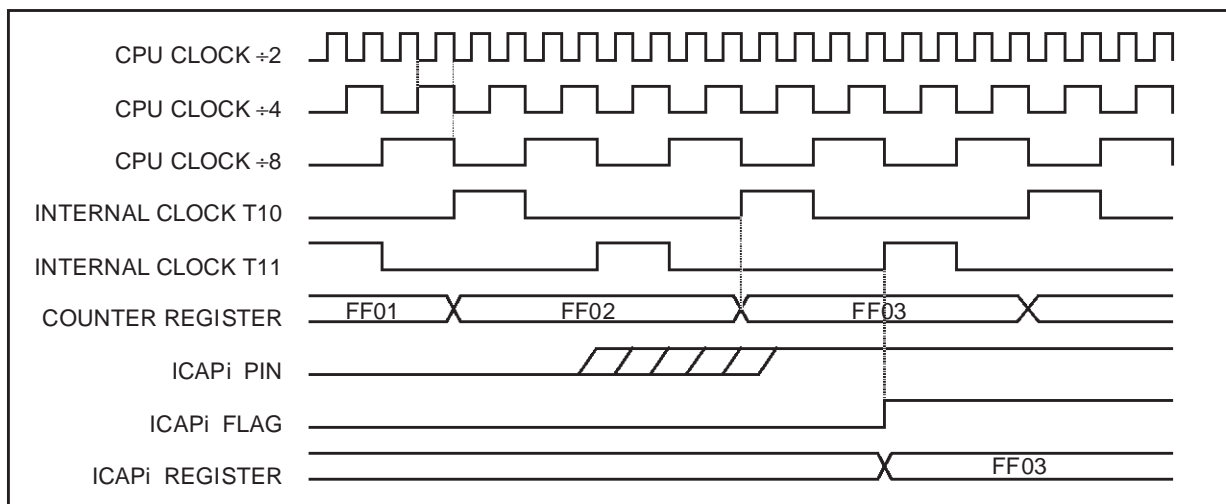 CPU CLOCK ÷2
CPU CLOCK ÷4
CPU CLOCK ÷8
INTERNAL CLOCK T10
INTERNAL CLOCK T11
COUNTER REGISTER FF01 FF02 FF03
ICAPi PIN
ICAPi FLAG
ICAPi REGISTER FF03